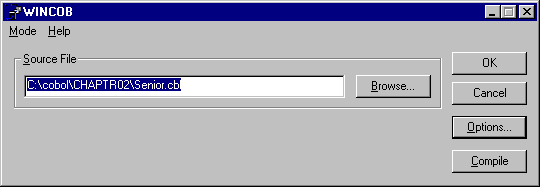 WINCOB
Mode Help
Source File
C:\cobol\CHAPTR02\Senior.cbl
Browse...
OK
Cancel
Options...
Compile